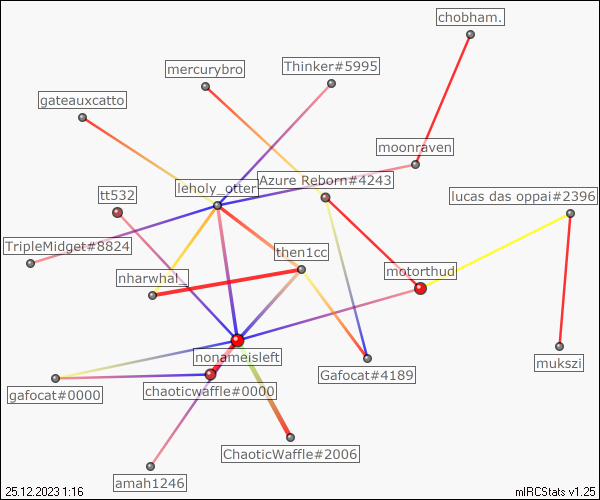 chobham.
mercurybro
Thinker#5995
gateauxcatto
moonraven
tt532
leholy_otter
Azure Reborn#4243
lucas das oppai#2396
TripleMidget#8824
then1cc
nharwhal_
motorthud
nonameisleft
mukszi
Gafocat#4189
gafocat#0000
chaoticwaffle#0000
ChaoticWaffle#2006
amah1246
25.12.2023 1:16
mIRCStats v1.25